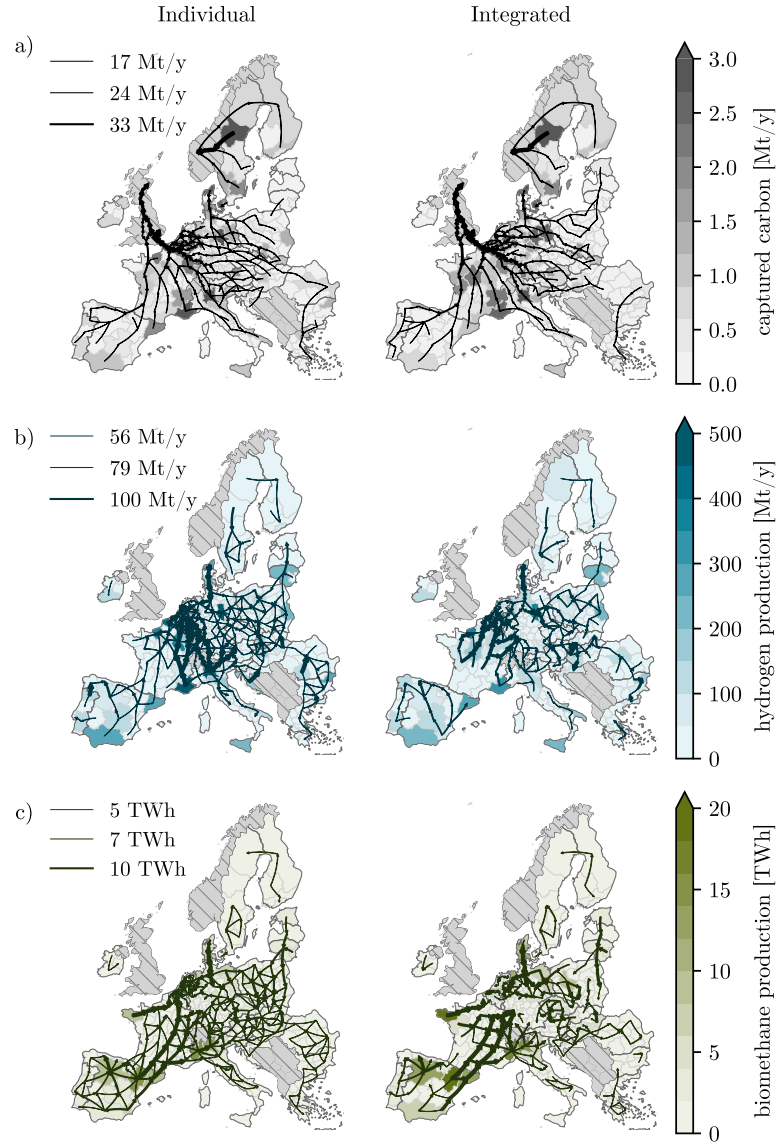 Individual
Integrated
a)
17 Mt/y
24 Mt/y
33 Mt/y
3.0
2.5
2.0
1.5
1.0
0.5
0.0
captured carbon [Mt/y]
b)
56 Mt/y
79 Mt/y
100 Mt/y
500
400
300
200
100
0
hydrogen production [Mt/y]
c)
5 TWh
7 TWh
10 TWh
20
15
10
5
0
biomethane production [TWh]